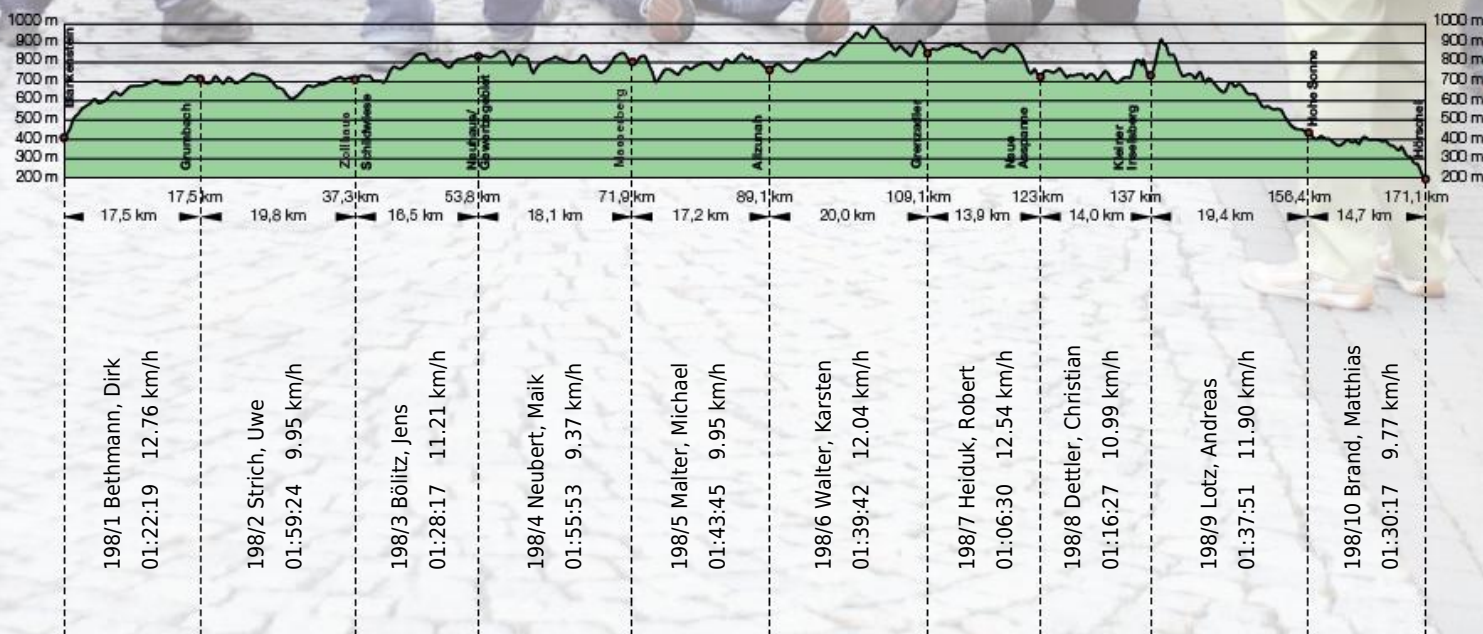 1000 m
900 m
800 m
700 m
600 m
500 m
400 m
300 m
200 m
1000 m
900 m
800 m
700 m
600 m
500 m
400 m
300 m
200 m
Blankenstein
Grumbach
Zollhaus
Schildwiese
Neuhaus/
Masserberg
Allzunah
Grenzadler
Neue
Kleiner
Inselsberg
Hohe Sonne
Hörschel
17,5 km
37,3 km
53,8 km
71,9 km
89,1 km
109,1 km
123 km
137 km
156,4 km
171,1 km
17,5 km
19,8 km
16,5 km
18,1 km
17,2 km
20,0 km
13,9 km
14,0 km
19,4 km
14,7 km
198/1 Bethmann, Dirk
01:22:19 12.76 km/h
198/2 Strich, Uwe
01:59:24 9.95 km/h
198/3 Bölitz, Jens
01:28:17 11.21 km/h
198/4 Neubert, Maik
01:55:53 9.37 km/h
198/5 Malter, Michael
01:43:45 9.95 km/h
198/6 Walter, Karsten
01:39:42 12.04 km/h
198/7 Heiduk, Robert
01:06:30 12.54 km/h
198/8 Dettler, Christian
01:16:27 10.99 km/h
198/9 Lotz, Andreas
01:37:51 11.90 km/h
198/10 Brand, Matthias
01:30:17 9.77 km/h